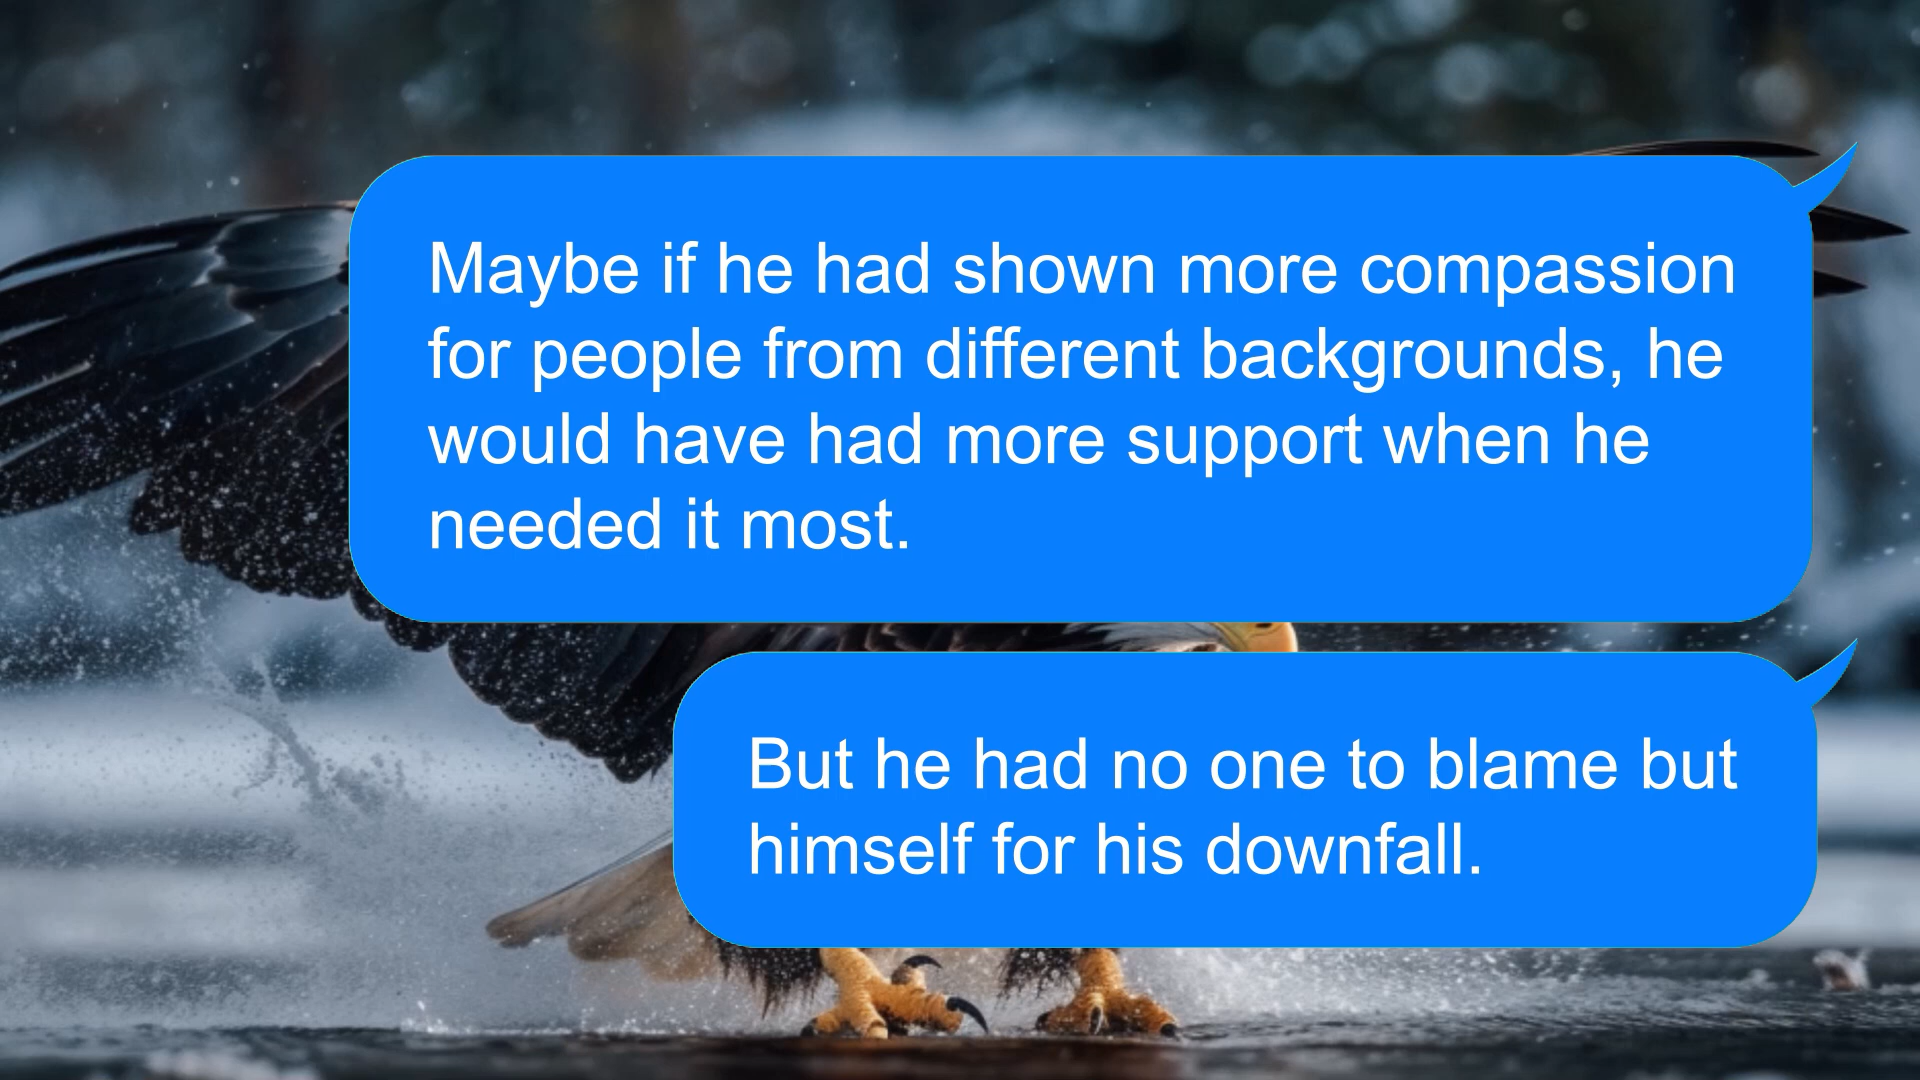 Maybe if he had shown more compassion
for people from different backgrounds, he
would have had more support when he
needed it most.
But he had no one to blame but
himself for his downfall.